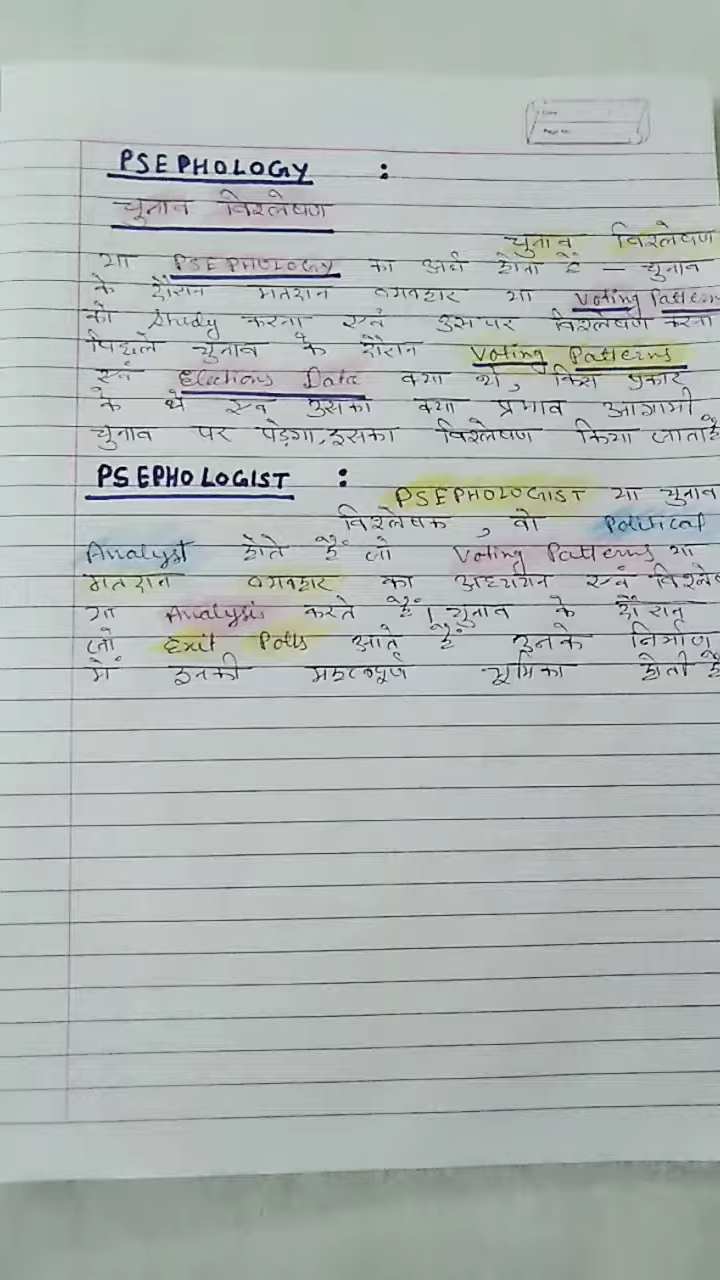 PSEPHOLOGY :
चुनाव विश्लेषण
चुनाव विश्लेषण
या PSEPHOLOGY का अर्थ होता है – चुनाव
के दौरान मतदान व्यवहार या Voting Pattern
को Study करना एवं उस पर विश्लेषण करना
पिछले चुनाव के दौरान Voting Patterns
एवं Elections Data क्या थे, किस प्रकार
के थे एवं उसका क्या प्रभाव आगामी
चुनाव पर पड़ेगा, इसका विश्लेषण किया जाता है
PSEPHOLOGIST :
PSEPHOLOGIST या चुनाव
विश्लेषक, वो Political
Analyst होते हैं जो Voting Patterns या
मतदान व्यवहार का अध्ययन एवं विश्ले
या Analysis करते हैं। चुनाव के दौरान
जो Exit Polls आते हैं उनके निर्माण
में इनकी महत्वपूर्ण भूमिका होती है